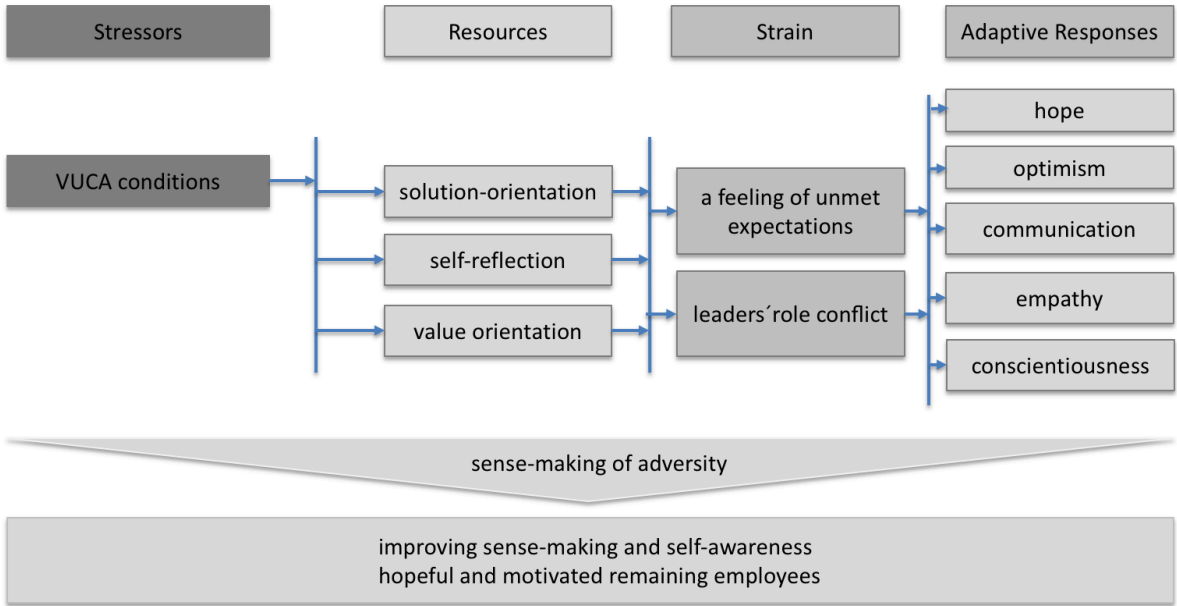 Stressors
Resources
Strain
Adaptive Responses
VUCA conditions
solution-orientation
self-reflection
value orientation
a feeling of unmet
expectations
leaders´role conflict
hope
optimism
communication
empathy
conscientiousness
sense-making of adversity
improving sense-making and self-awareness
hopeful and motivated remaining employees